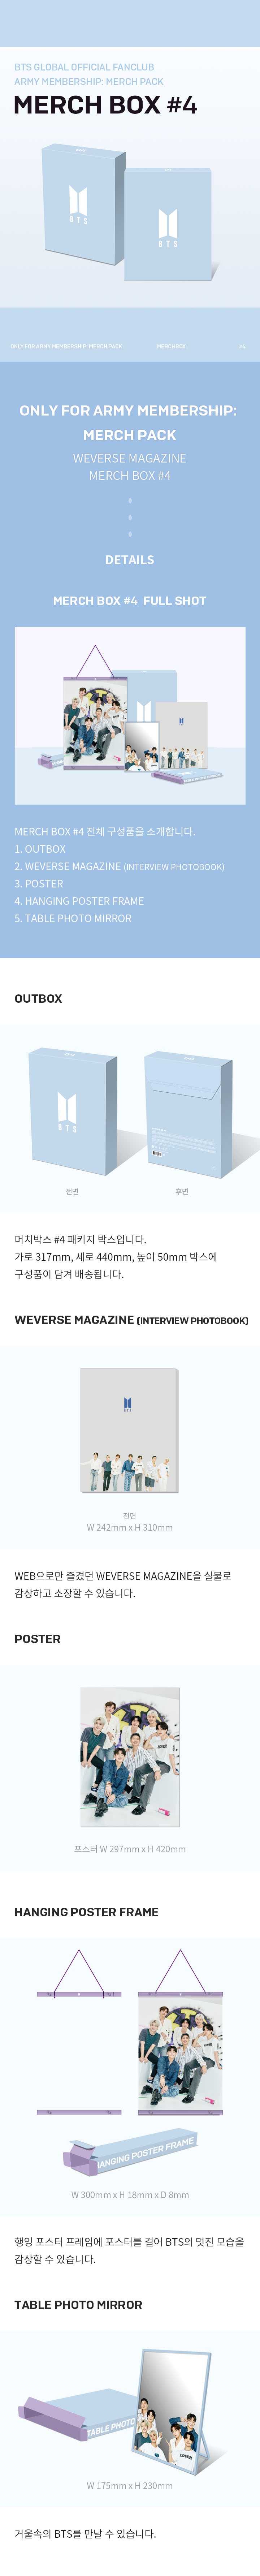 BTS GLOBAL OFFICIAL FANCLUB
ARMY MEMBERSHIP: MERCH PACK
MERCH BOX #4
BTS
BTS
ONLY FOR ARMY MEMBERSHIP: MERCH PACK
MERCHBOX
#4
ONLY FOR ARMY MEMBERSHIP:
MERCH PACK
WEVERSE MAGAZINE
MERCH BOX #4
DETAILS
MERCH BOX #4 FULL SHOT
MERCH BOX #4 전체 구성품을 소개합니다.
1. OUTBOX
2. WEVERSE MAGAZINE (INTERVIEW PHOTOBOOK)
3. POSTER
4. HANGING POSTER FRAME
5. TABLE PHOTO MIRROR
OUTBOX
BTS
전면
후면
머치박스 #4 패키지 박스입니다.
가로 317mm, 세로 440mm, 높이 50mm 박스에
구성품이 담겨 배송됩니다.
WEVERSE MAGAZINE (INTERVIEW PHOTOBOOK)
BTS
전면
W 242mm x H 310mm
WEB으로만 즐겼던 WEVERSE MAGAZINE을 실물로
감상하고 소장할 수 있습니다.
POSTER
포스터 W 297mm x H 420mm
HANGING POSTER FRAME
HANGING POSTER FRAME
W 300mm x H 18mm x D 8mm
행잉 포스터 프레임에 포스터를 걸어 BTS의 멋진 모습을
감상할 수 있습니다.
TABLE PHOTO MIRROR
TABLE PHOTO
W 175mm x H 230mm
거울속의 BTS를 만날 수 있습니다.